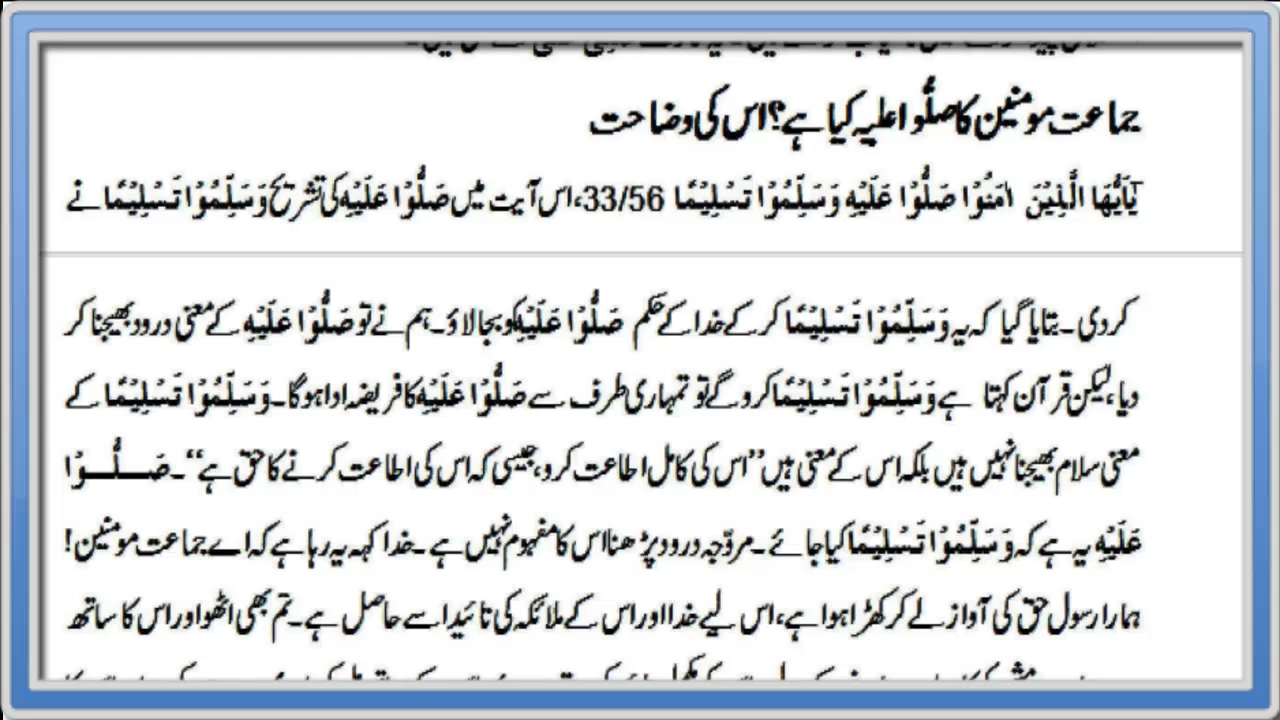 جماعت مومنین کا صلُّوا علیہ کیا ہے؟ اس کی وضاحت
یٰۤاَیُّهَا الَّذِیْنَ اٰمَنُوْا صَلُّوْا عَلَیْهِ وَسَلِّمُوْا تَسْلِیْمًا 33/56، اس آیت میں صَلُّوْا عَلَیْهِ کی تشریح وَسَلِّمُوْا تَسْلِیْمًا نے
کردی۔ بتایا گیا کہ یہ وَسَلِّمُوْا تَسْلِیْمًا کر کے خدا کے حکم صَلُّوْا عَلَیْهِ کو بجا لاؤ۔ ہم نے تو صَلُّوْا عَلَیْهِ کے معنی درود بھیجنا کر
دیا، لیکن قرآن کہتا ہے وَسَلِّمُوْا تَسْلِیْمًا کرو گے تو تمہاری طرف سے صَلُّوْا عَلَیْهِ کا فریضہ ادا ہوگا۔ وَسَلِّمُوْا تَسْلِیْمًا کے
معنی سلام بھیجنا نہیں ہیں بلکہ اس کے معنی ہیں ”اس کی کامل اطاعت کرو، جیسی کہ اس کی اطاعت کرنے کا حق ہے“۔ صَلُّوْا
عَلَیْهِ یہ ہے کہ وَسَلِّمُوْا تَسْلِیْمًا کیا جائے۔ مروّجہ درود پڑھنا اس کا مفہوم نہیں ہے۔ خدا کہہ یہ رہا ہے کہ اے جماعت مومنین!
ہمارا رسول حق کی آواز لے کر کھڑا ہوا ہے، اس لیے خدا اور اس کے ملائکہ کی تائید اسے حاصل ہے۔ تم بھی اٹھو اور اس کا ساتھ